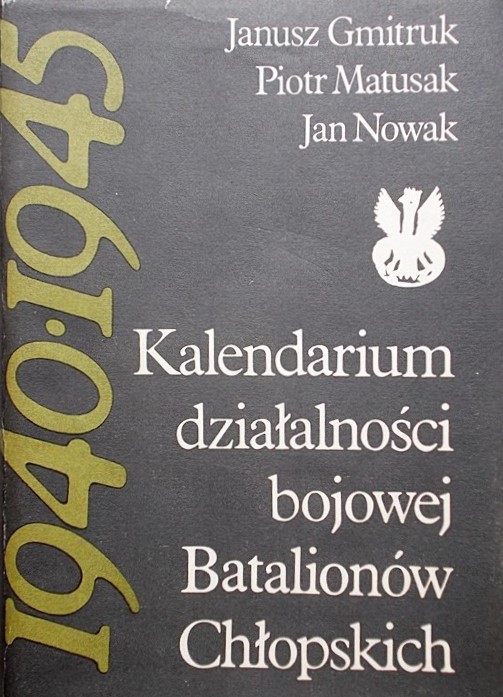 Janusz Gmitruk
Piotr Matusak
Jan Nowak
1940·1945
Kalendarium
działalności
bojowej
Batalionów
Chłopskich